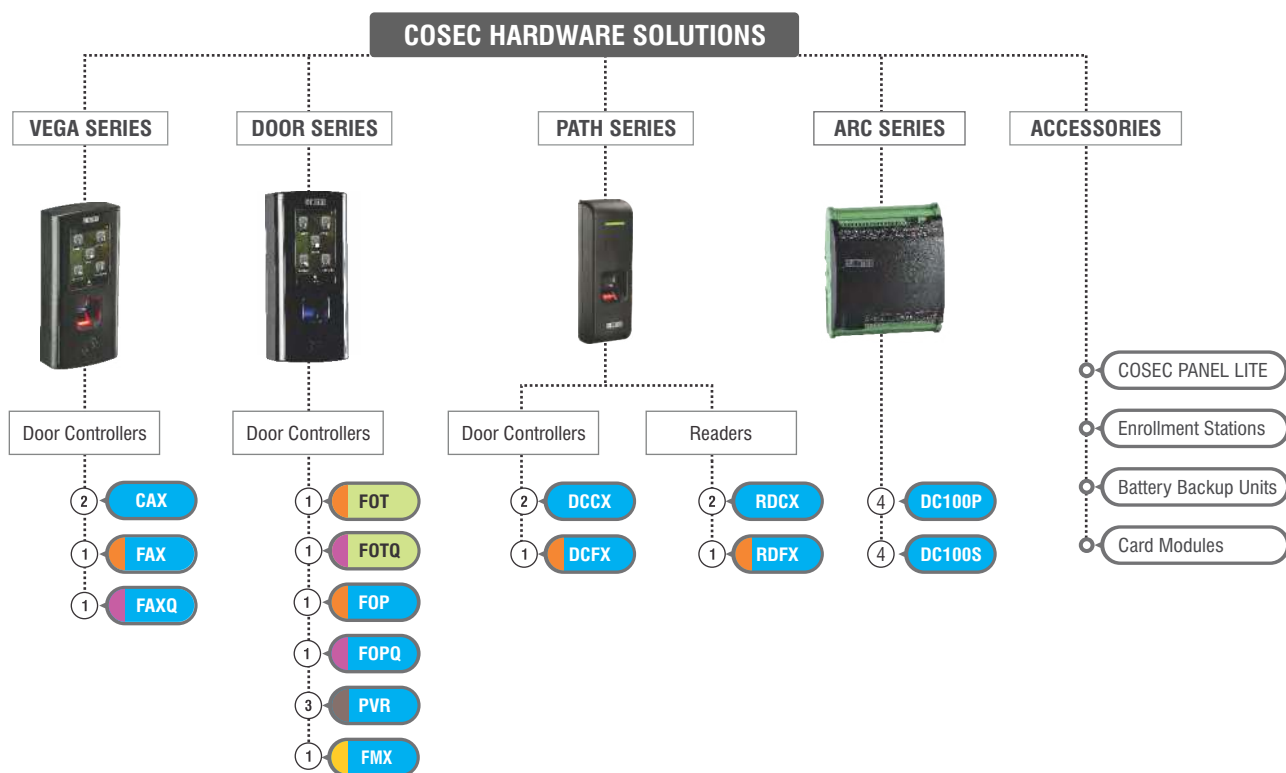 COSEC HARDWARE SOLUTIONS
VEGA SERIES
DOOR SERIES
PATH SERIES
ARC SERIES
ACCESSORIES
Door Controllers
2 CAX
1 FAX
1 FAXQ
Door Controllers
1 FOT
1 FOTQ
1 FOP
1 FOPQ
3 PVR
1 FMX
Door Controllers
2 DCCX
1 DCFX
Readers
2 RDCX
1 RDFX
4 DC100P
4 DC100S
COSEC PANEL LITE
Enrollment Stations
Battery Backup Units
Card Modules